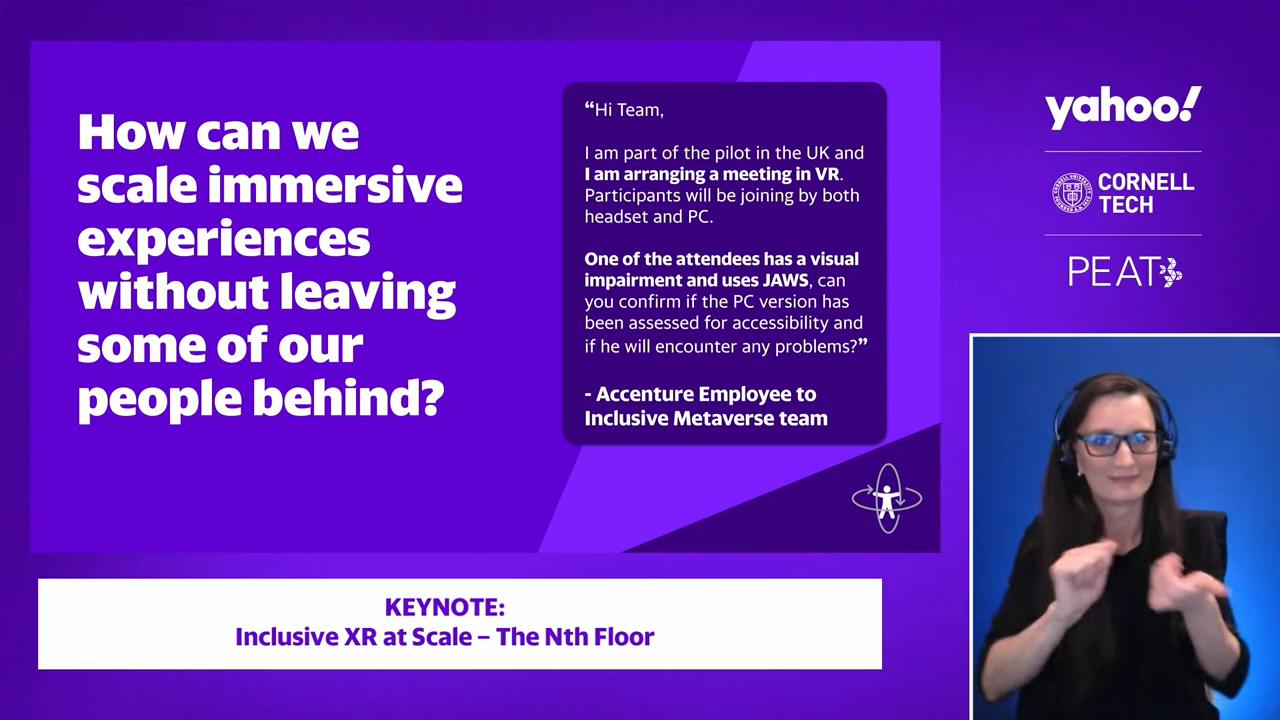 How can we
scale immersive
experiences
without leaving
some of our
people behind?
“Hi Team,
I am part of the pilot in the UK and
I am arranging a meeting in VR.
Participants will be joining by both
headset and PC.
One of the attendees has a visual
impairment and uses JAWS, can
you confirm if the PC version has
been assessed for accessibility and
if he will encounter any problems?”
- Accenture Employee to
Inclusive Metaverse team
KEYNOTE:
Inclusive XR at Scale – The Nth Floor
yahoo!
CORNELL
TECH
PEAT